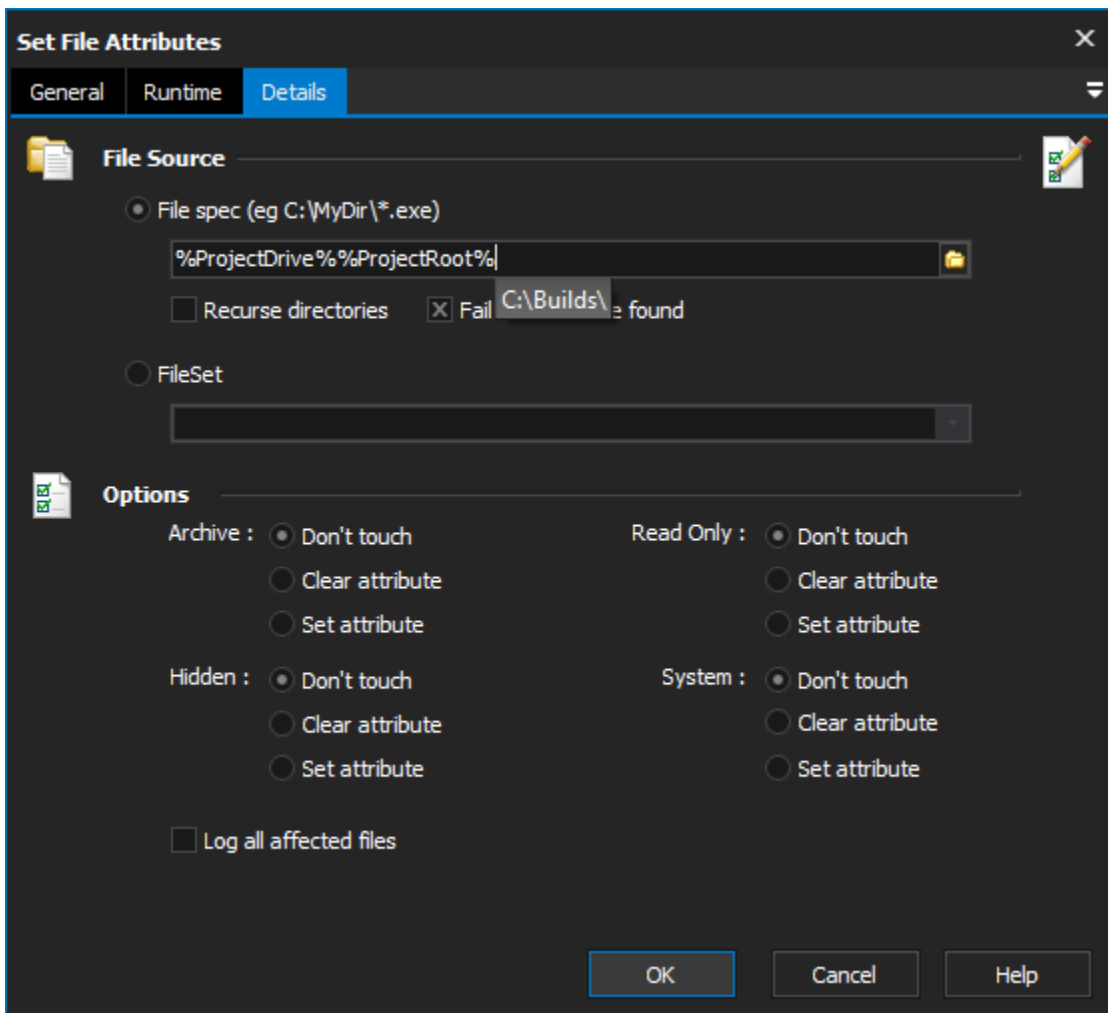 Set File Attributes
General Runtime Details
File Source
File spec (eg C:\MyDir\*.exe)
%ProjectDrive%%ProjectRoot%
C:\Builds\
Recurse directories Fail found
FileSet
Options
Archive : Don't touch Read Only : Don't touch
Clear attribute Clear attribute
Set attribute Set attribute
Hidden : Don't touch System : Don't touch
Clear attribute Clear attribute
Set attribute Set attribute
Log all affected files
OK Cancel Help